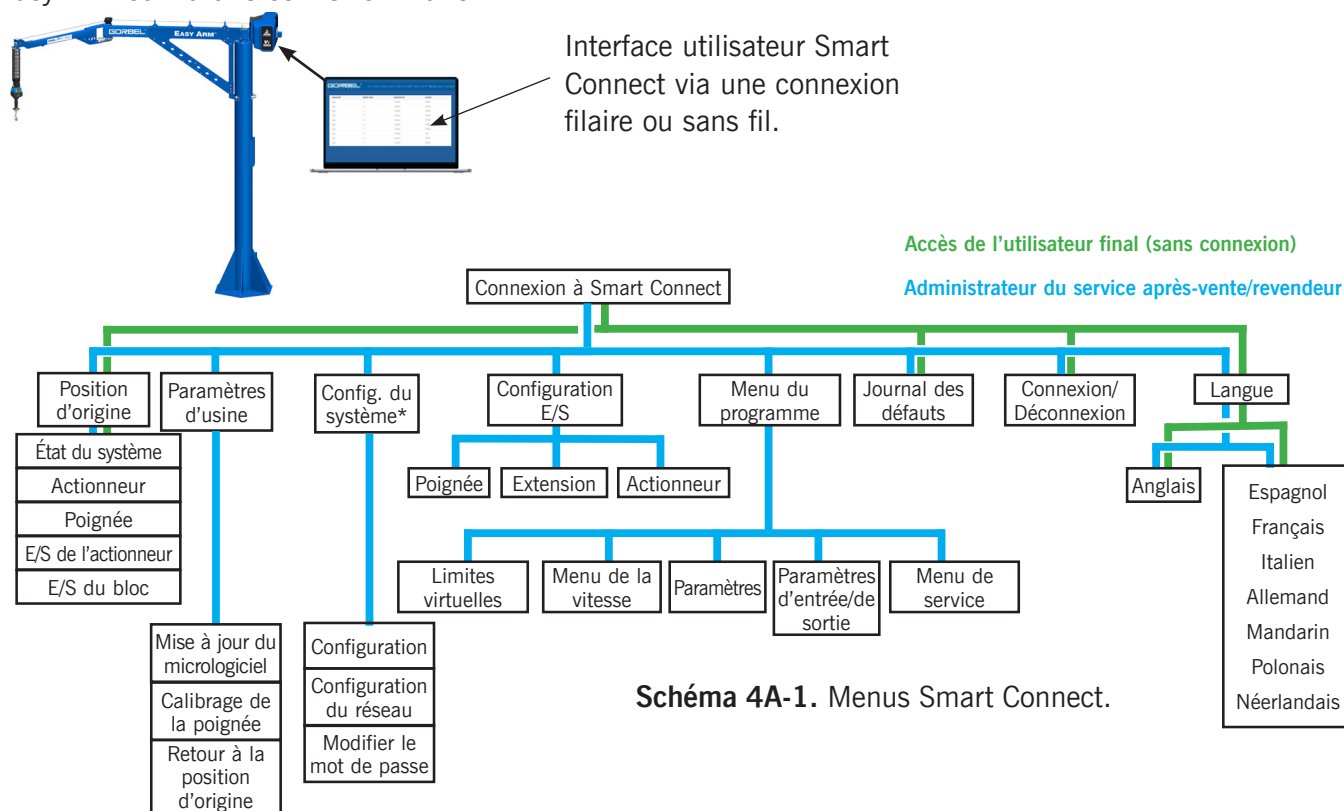 GORBEL
EASY ARM
GORBEL
Interface utilisateur Smart
Connect via une connexion
filaire ou sans fil.
Accès de l'utilisateur final (sans connexion)
Administrateur du service après-vente/revendeur
Connexion à Smart Connect
Position
d'origine
Paramètres
d'usine
Config. du
système*
Configuration
E/S
Menu du
programme
Journal des
défauts
Connexion/
Déconnexion
Langue
État du système
Actionneur
Poignée
E/S de l'actionneur
E/S du bloc
Poignée
Extension
Actionneur
Anglais
Espagnol
Français
Italien
Allemand
Mandarin
Polonais
Néerlandais
Limites
virtuelles
Menu de la
vitesse
Paramètres
Paramètres
d'entrée/de
sortie
Menu de
service
Mise à jour du
micrologiciel
Calibrage de
la poignée
Retour à la
position
d'origine
Configuration
Configuration
du réseau
Modifier le
mot de passe
Schéma 4A-1. Menus Smart Connect.